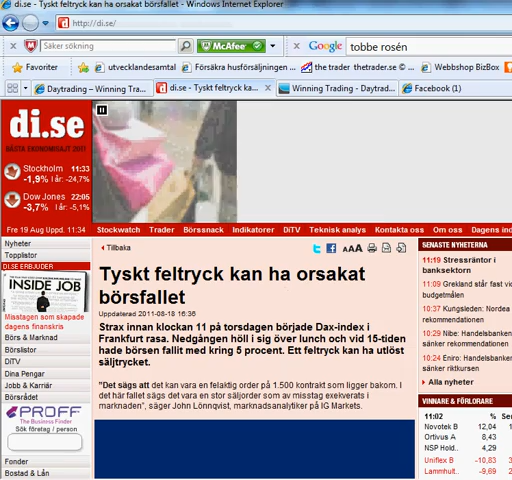 di.se - Tyskt feltryck kan ha orsakat börsfallet - Windows Internet Explorer
http://di.se/
Säker sökning
McAfee
Google
tobbe rosén
Favoriter
utvecklandesamtal
Försäkra husförsäljningen ...
the trader thetrader.se © ...
Webbshop BizBox
Daytrading – Winning Tra...
di.se - Tyskt feltryck ka...
Winning Trading - Daytrad...
Facebook (1)
di.se
BÄSTA EKONOMISAJT 2011
Stockholm 11:33
-1,9% I år: -24,7%
Dow Jones 22:05
-3,7% I år: -5,1%
Fre 19 Aug Uppd. 11:34
Stockwatch Trader Börssnack Indikatorer DiTV Teknisk analys Kontakta oss Om oss Dagens ind
Nyheter
Topplistor
DI.SE ERBJUDER
INSIDE JOB
Misstagen som skapade
dagens finanskris
Börs & Marknad
Börslistor
DiTV
Dina Pengar
Jobb & Karriär
Börsrådet
PROFF
The Business Finder
Sök företag / person:
Fonder
Bostad & Lån
Tillbaka
AAA
Tyskt feltryck kan ha orsakat
börsfallet
Uppdaterad 2011-08-18 16:36
Strax innan klockan 11 på torsdagen började Dax-index i
Frankfurt rasa. Nedgången höll i sig över lunch och vid 15-tiden
hade börsen fallit med kring 5 procent. Ett feltryck kan ha utlöst
säljtrycket.
"Det sägs att det kan vara en felaktig order på 1.500 kontrakt som ligger bakom. I
det här fallet sägs det vara en stor säljorder som av misstag exekverats i
marknaden", säger John Lönnqvist, marknadsanalytiker på IG Markets.
SENASTE NYHETERNA
11:19 Stressräntor i
banksektorn
11:09 Grekland står fast vid
budgetmålen
10:37 Kungsleden: Nordea
rekommendationen
10:29 Nibe: Handelsbanken
rekommendationen
10:24 Eniro: Handelsbanken
sänker riktkursen
Alla nyheter
VINNARE & FÖRLORARE
11:02 % Se
Novotek B 12,04
Ortivus A 8,43
NSP Hold.. 4,29
Uniflex B -10,83
Lammhult.. -9,69